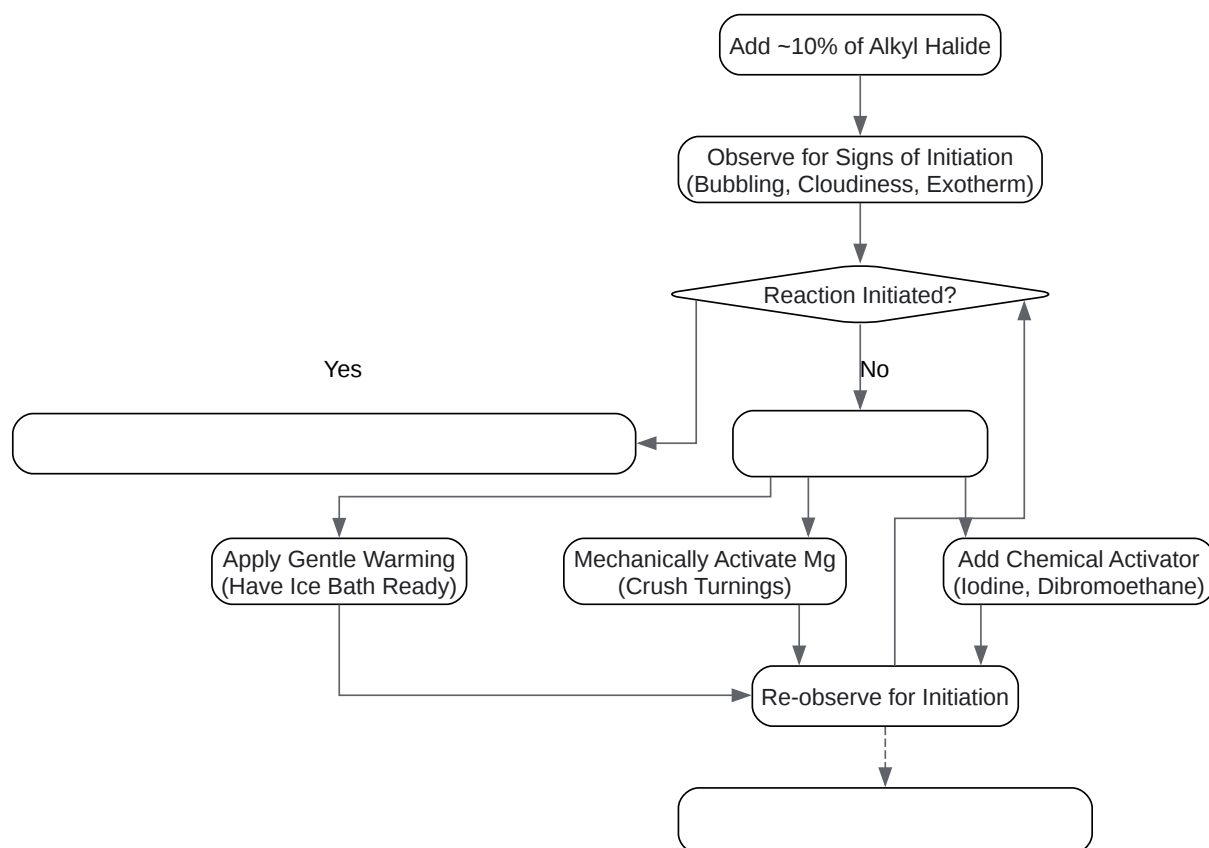 Add ~10% of Alkyl Halide
Observe for Signs of Initiation
(Bubbling, Cloudiness, Exotherm)
Reaction Initiated?
Yes
No
Apply Gentle Warming
(Have Ice Bath Ready)
Mechanically Activate Mg
(Crush Turnings)
Add Chemical Activator
(Iodine, Dibromoethane)
Re-observe for Initiation